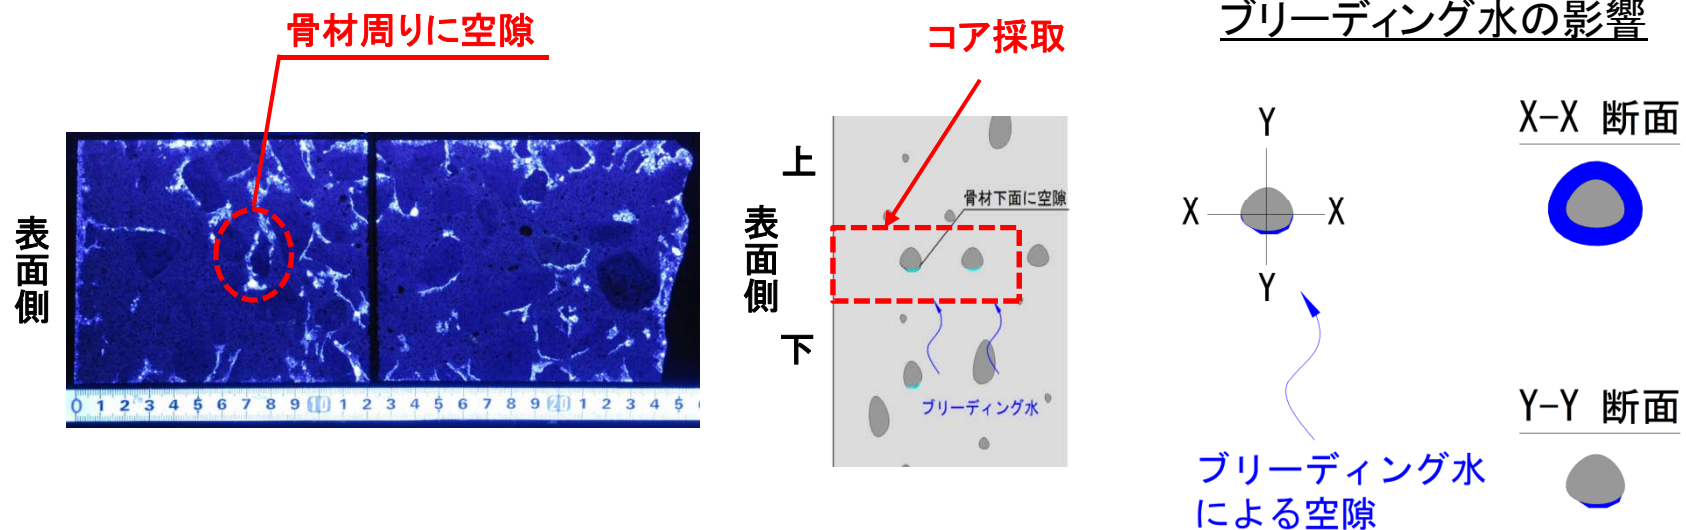 骨材周りに空隙
表面側
0 1 2 3 4 5 6 7 8 9 10 1 2 3 4 5 6 7 8 9 20 1 2 3 4 5
コア採取
上
表面側
下
骨材下面に空隙
ブリーディング水
ブリーディング水の影響
Y
X X
Y
ブリーディング水
による空隙
X-X 断面
Y-Y 断面